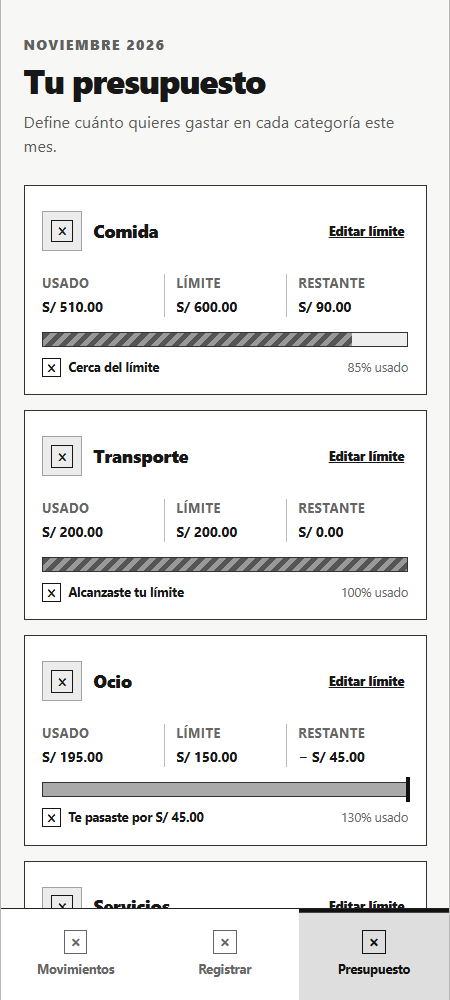 NOVIEMBRE 2026
Tu presupuesto
Define cuánto quieres gastar en cada categoría este
mes.
Comida
Editar límite
USADO LÍMITE RESTANTE
S/ 510.00 S/ 600.00 S/ 90.00
Cerca del límite 85% usado
Transporte
Editar límite
USADO LÍMITE RESTANTE
S/ 200.00 S/ 200.00 S/ 0.00
Alcanzaste tu límite 100% usado
Ocio
Editar límite
USADO LÍMITE RESTANTE
S/ 195.00 S/ 150.00 − S/ 45.00
Te pasaste por S/ 45.00 130% usado
Servicios
Editar límite
Movimientos Registrar Presupuesto